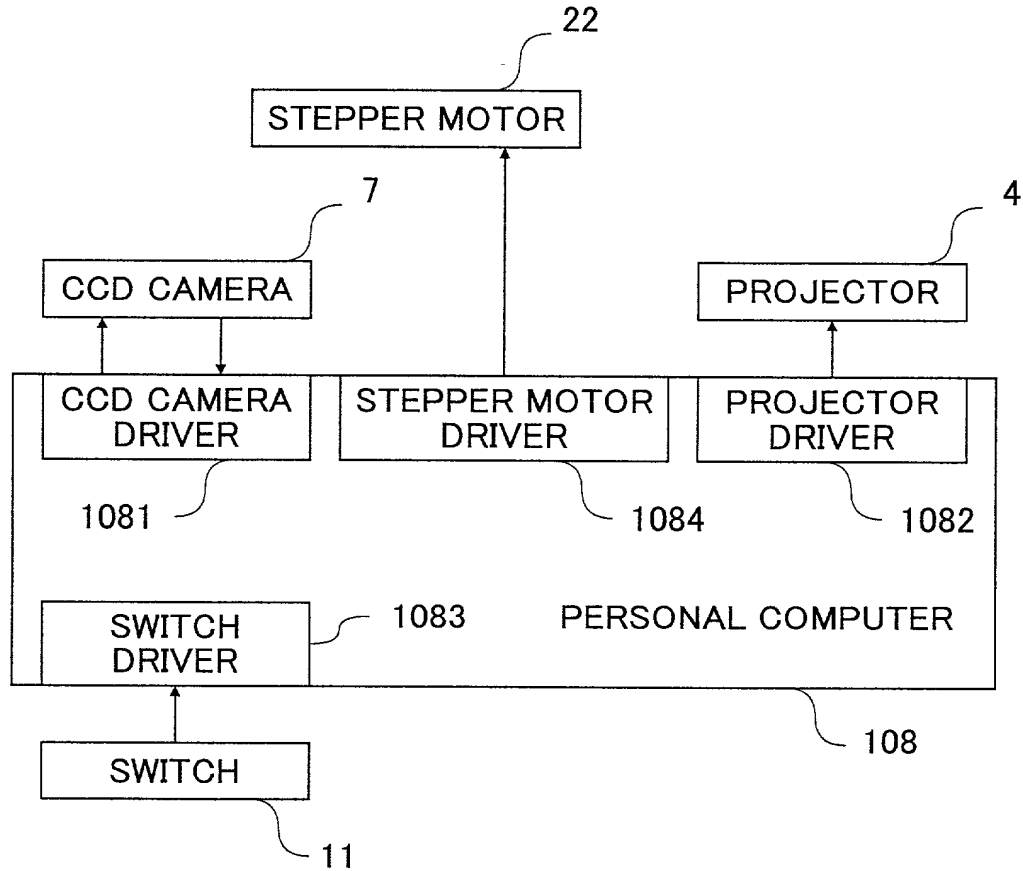 22
STEPPER MOTOR
7
4
CCD CAMERA
PROJECTOR
CCD CAMERA
DRIVER
STEPPER MOTOR
DRIVER
PROJECTOR
DRIVER
1081
1084
1082
SWITCH
DRIVER
1083
PERSONAL COMPUTER
108
SWITCH
11